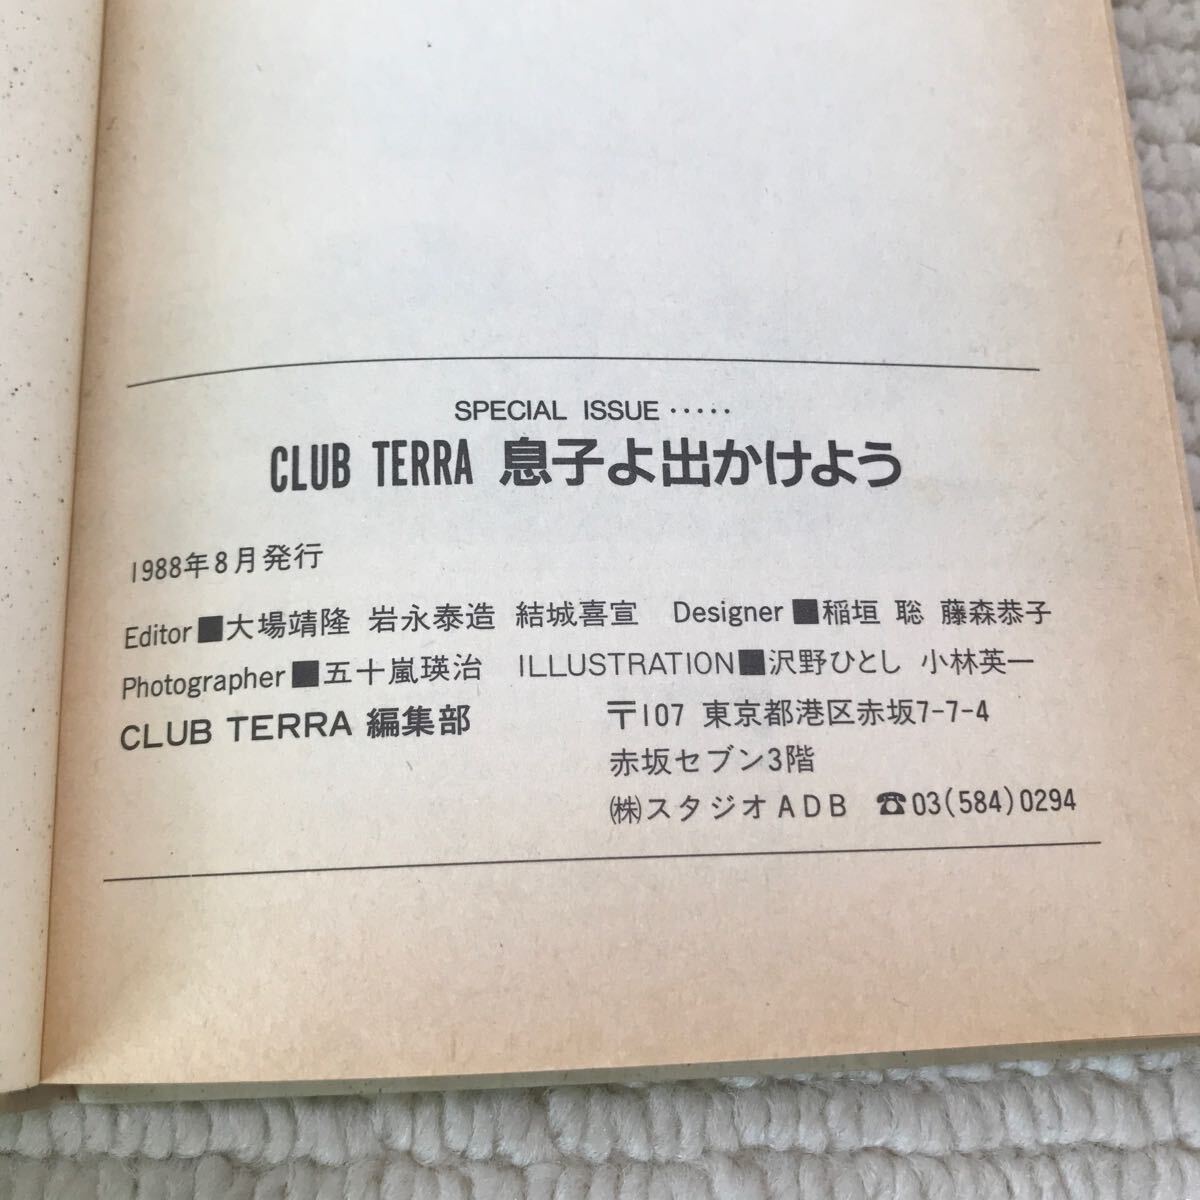 SPECIAL ISSUE ·····
CLUB TERRA 息子よ出かけよう
1988年8月発行
Editor■大場靖隆 岩永泰造 結城喜宣 Designer■稲垣 聡 藤森恭子
Photographer■五十嵐瑛治 ILLUSTRATION■沢野ひとし 小林英一
CLUB TERRA 編集部 〒107 東京都港区赤坂7-7-4
赤坂セブン3階
㈱スタジオADB ☎03(584)0294